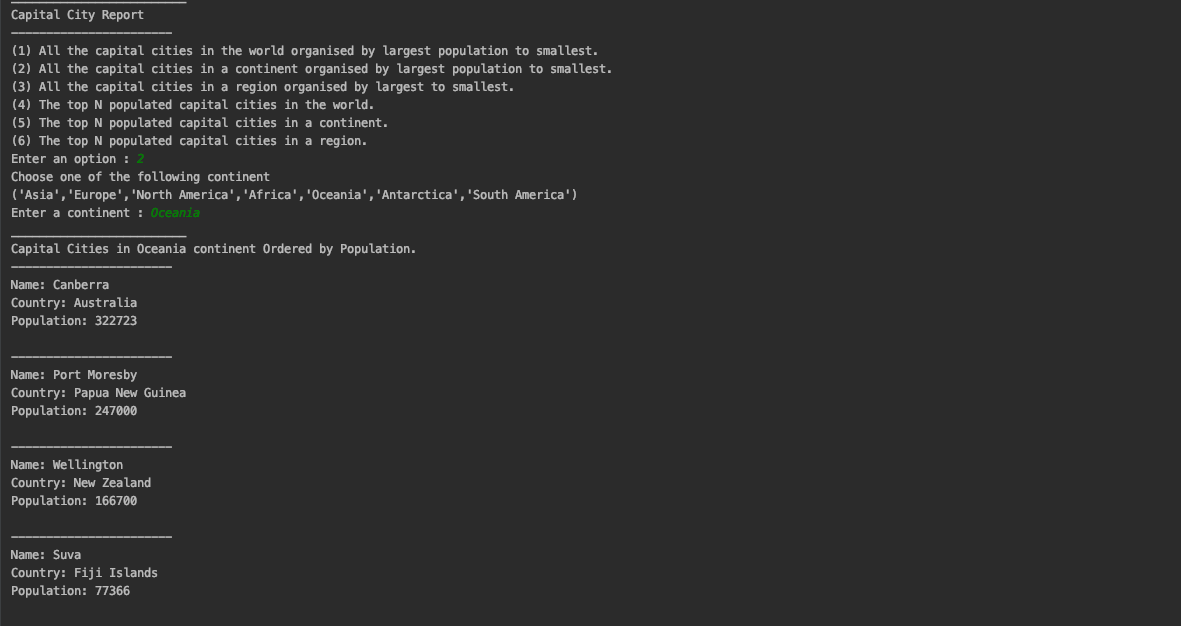 Capital City Report
(1) All the capital cities in the world organised by largest population to smallest.
(2) All the capital cities in a continent organised by largest population to smallest.
(3) All the capital cities in a region organised by largest to smallest.
(4) The top N populated capital cities in the world.
(5) The top N populated capital cities in a continent.
(6) The top N populated capital cities in a region.
Enter an option : 2
Choose one of the following continent
('Asia','Europe','North America','Africa','Oceania','Antarctica','South America')
Enter a continent : Oceania
Capital Cities in Oceania continent Ordered by Population.
Name: Canberra
Country: Australia
Population: 322723
Name: Port Moresby
Country: Papua New Guinea
Population: 247000
Name: Wellington
Country: New Zealand
Population: 166700
Name: Suva
Country: Fiji Islands
Population: 77366